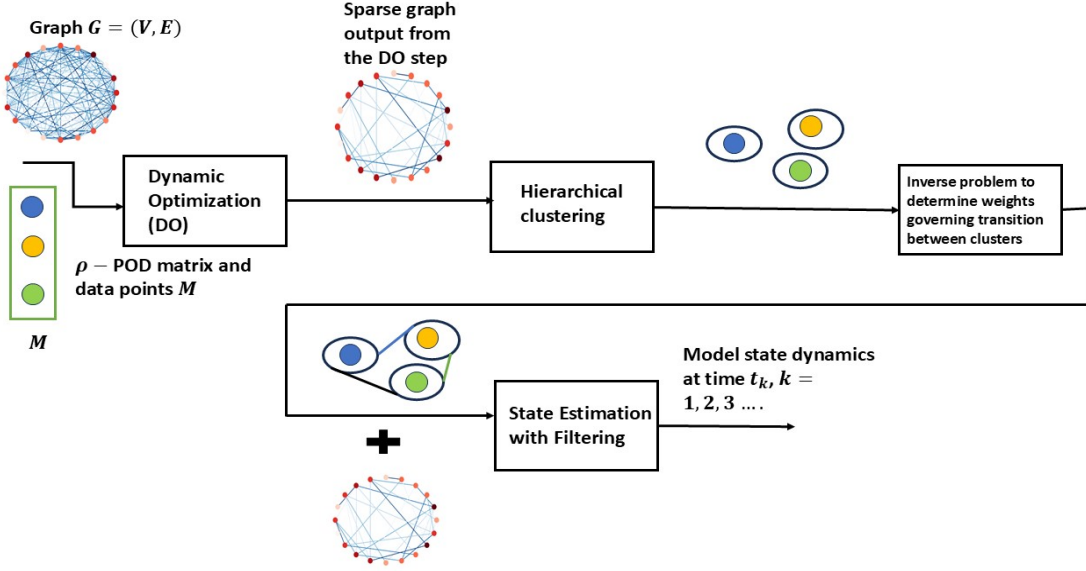 Graph G = (V, E)
Sparse graph
output from
the DO step
Dynamic
Optimization
(DO)
Hierarchical
clustering
Inverse problem to
determine weights
governing transition
between clusters
ρ − POD matrix and
data points M
M
Model state dynamics
at time t_k, k =
1, 2, 3 ... .
State Estimation
with Filtering